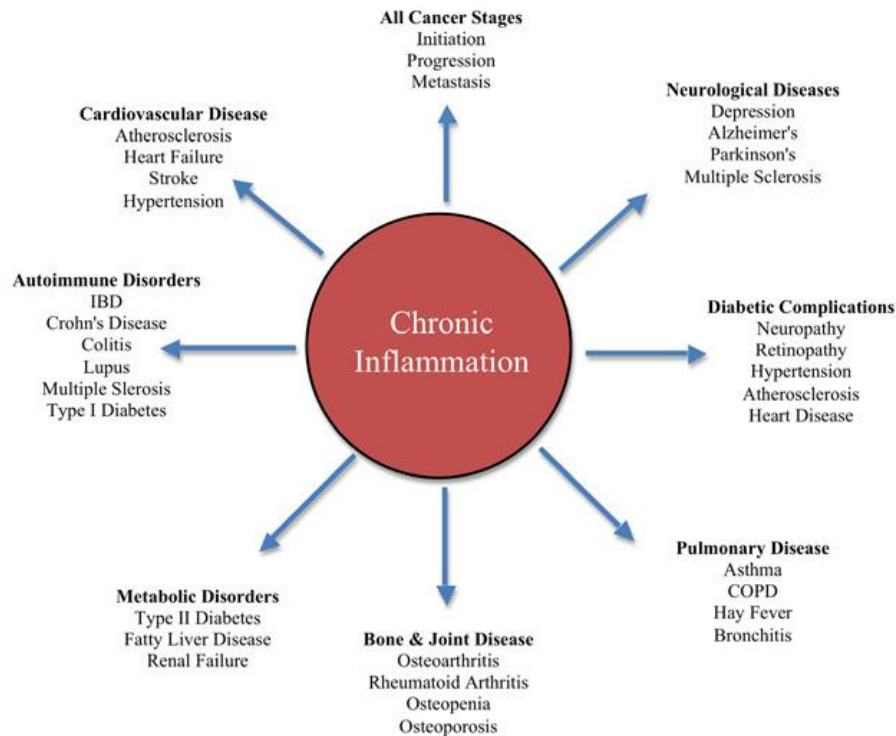 All Cancer Stages
Initiation
Progression
Metastasis
Neurological Diseases
Depression
Alzheimer's
Parkinson's
Multiple Sclerosis
Cardiovascular Disease
Atherosclerosis
Heart Failure
Stroke
Hypertension
Autoimmune Disorders
IBD
Crohn's Disease
Colitis
Lupus
Multiple Slerosis
Type I Diabetes
Chronic
Inflammation
Diabetic Complications
Neuropathy
Retinopathy
Hypertension
Atherosclerosis
Heart Disease
Metabolic Disorders
Type II Diabetes
Fatty Liver Disease
Renal Failure
Bone & Joint Disease
Osteoarthritis
Rheumatoid Arthritis
Osteopenia
Osteoporosis
Pulmonary Disease
Asthma
COPD
Hay Fever
Bronchitis